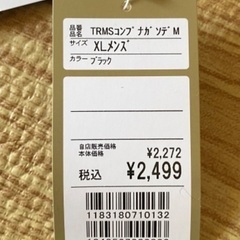 品番
品名 TRMSコンプナガソデM
サイズ
XLメンズ
カラー
ブラック
自店販売価格
本体価格 ¥2,272
税込 ¥2,499
1183180710132